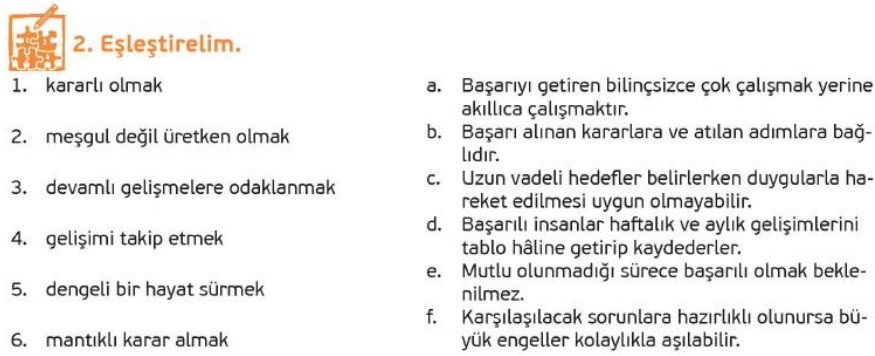 2. Eşleştirelim.
1. kararlı olmak
2. meşgul değil üretken olmak
3. devamlı gelişmelere odaklanmak
4. gelişimi takip etmek
5. dengeli bir hayat sürmek
6. mantıklı karar almak
a. Başarıyı getiren bilinçsizce çok çalışmak yerine
akıllıca çalışmaktır.
b. Başarı alınan kararlara ve atılan adımlara bağ-
lıdır.
c. Uzun vadeli hedefler belirlerken duygularla ha-
reket edilmesi uygun olmayabilir.
d. Başarılı insanlar haftalık ve aylık gelişimlerini
tablo hâline getirip kaydederler.
e. Mutlu olunmadığı sürece başarılı olmak bekle-
nilmez.
f. Karşılaşılacak sorunlara hazırlıklı olunursa bü-
yük engeller kolaylıkla aşılabilir.